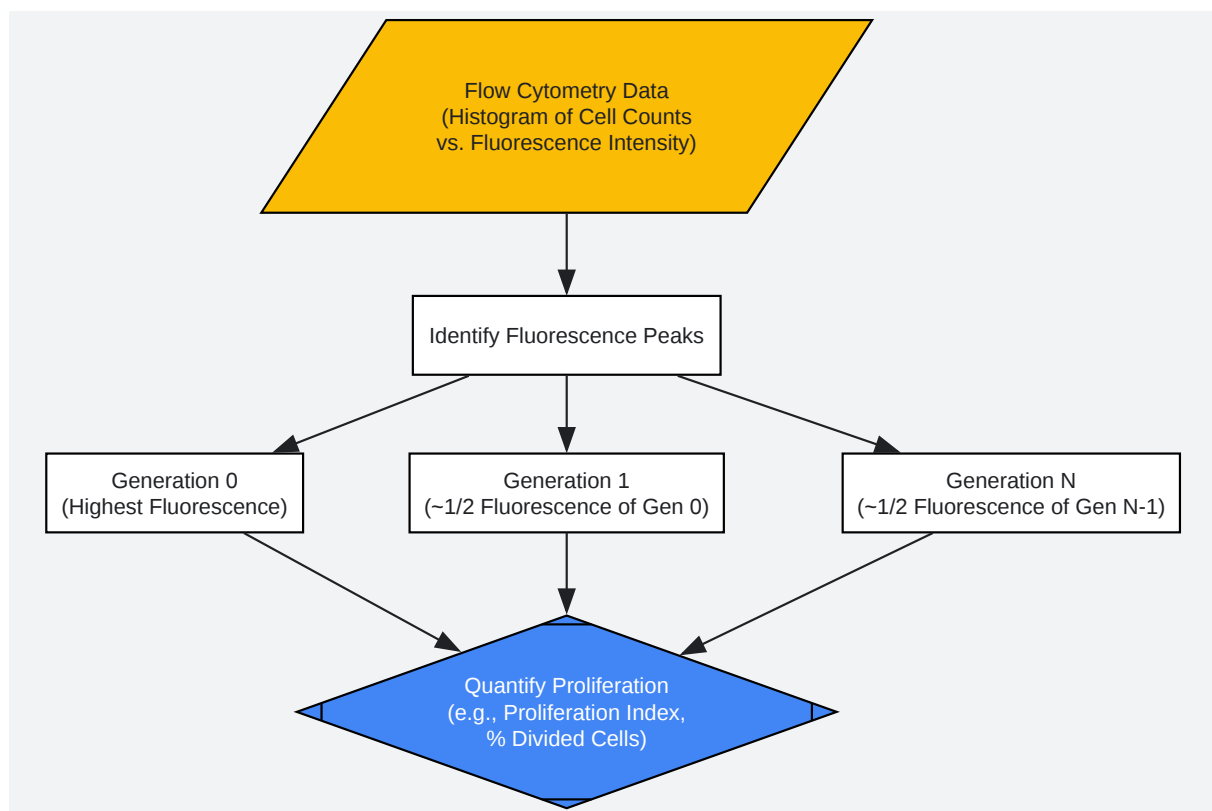 Flow Cytometry Data
(Histogram of Cell Counts
vs. Fluorescence Intensity)
Identify Fluorescence Peaks
Generation 0
(Highest Fluorescence)
Generation 1
(~1/2 Fluorescence of Gen 0)
Generation N
(~1/2 Fluorescence of Gen N-1)
Quantify Proliferation
(e.g., Proliferation Index,
% Divided Cells)